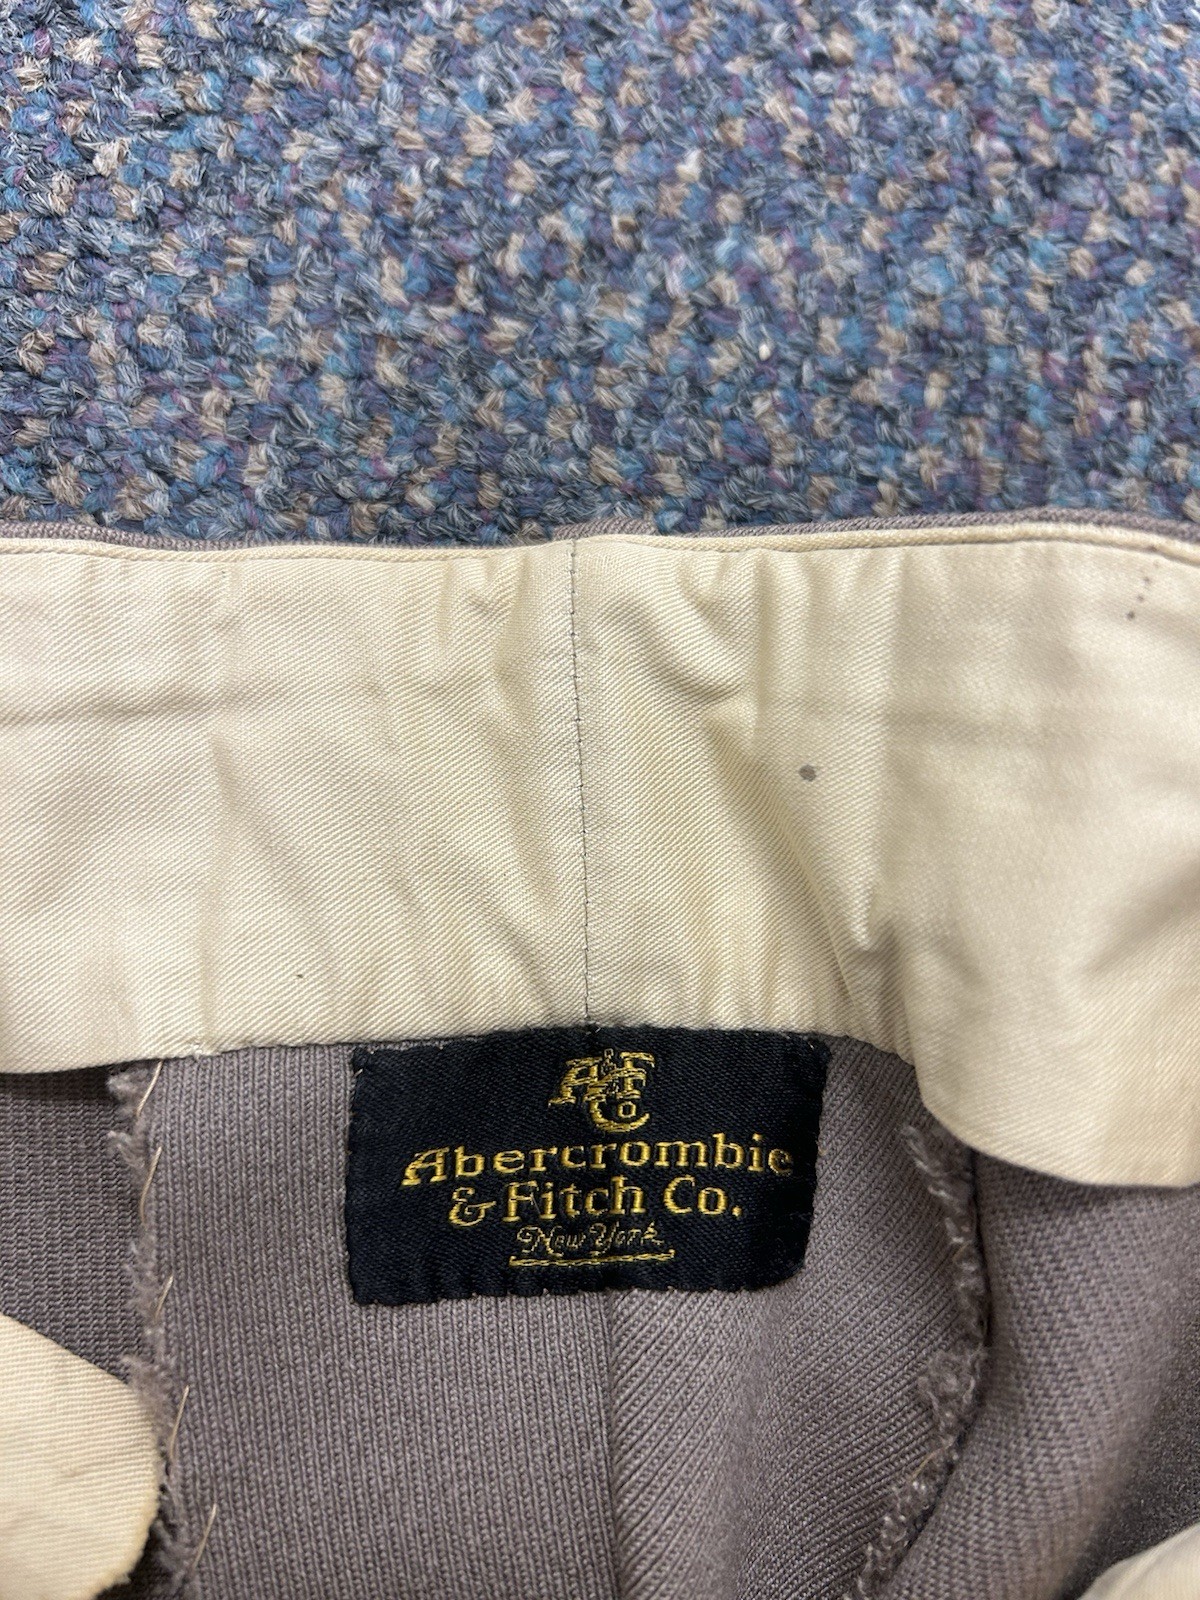 A&F
Co
Abercrombie
& Fitch Co.
New York